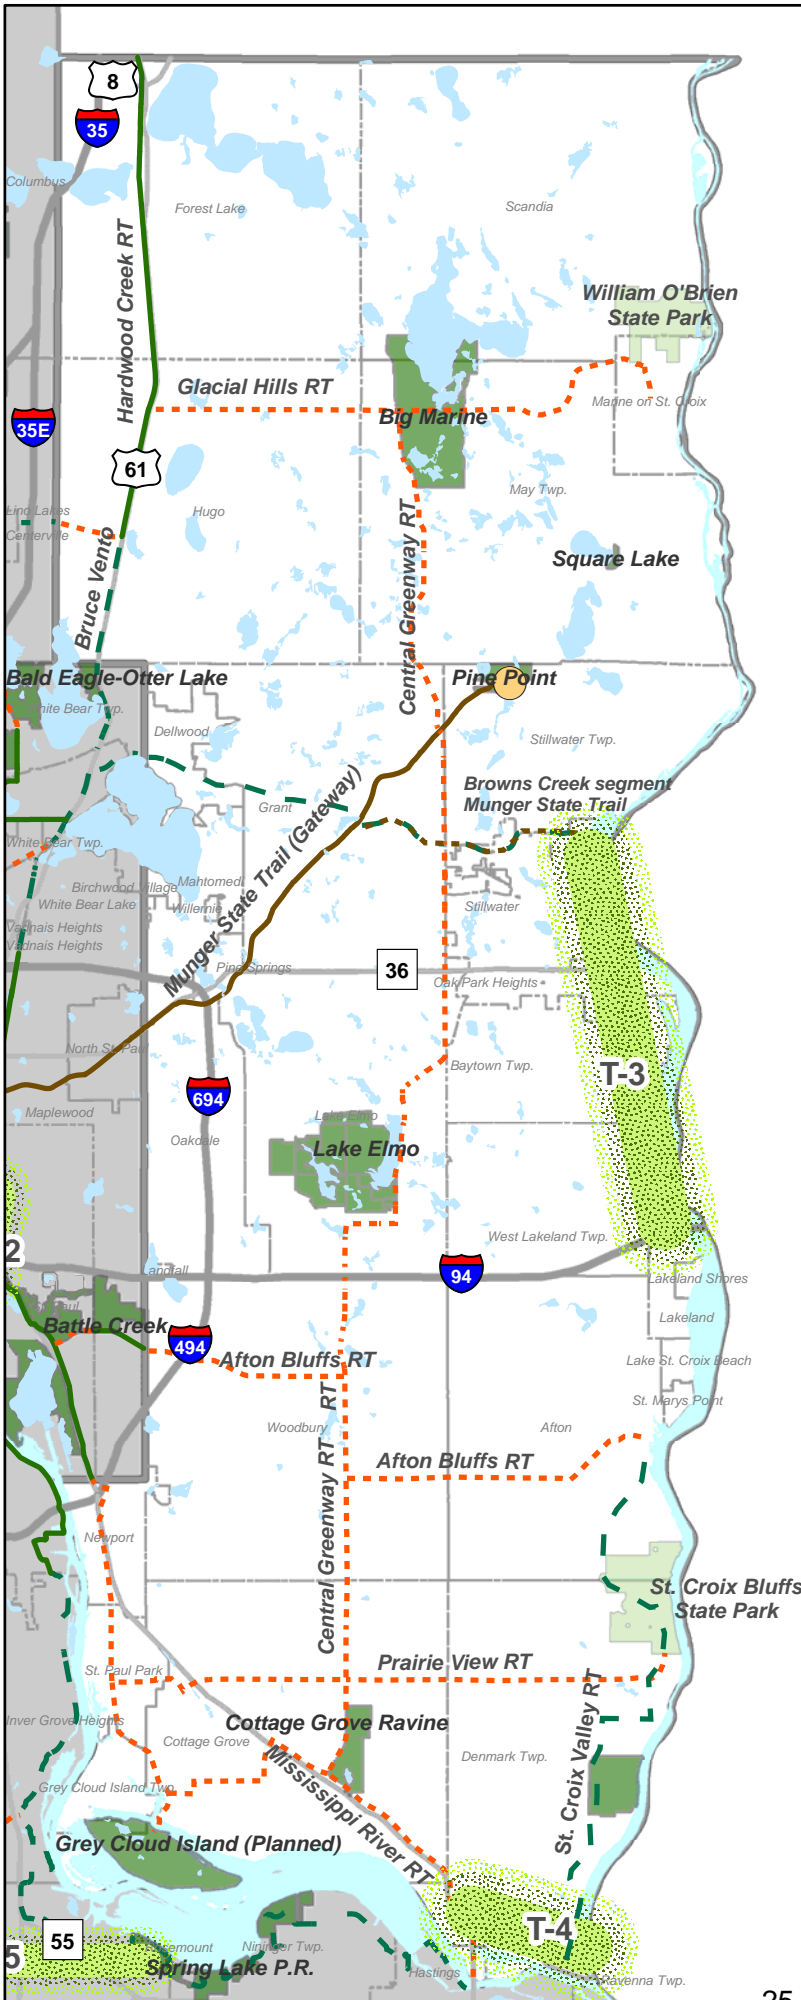 8
35
Columbus
Forest Lake
Scandia
Hardwood Creek RT
William O'Brien
State Park
Glacial Hills RT
Marine on St. Croix
Big Marine
35E
61
May Twp.
Lino Lakes
Hugo
Centerville
Bruce Vento
Central Greenway RT
Square Lake
Bald Eagle-Otter Lake
Pine Point
White Bear Twp.
Dellwood
Stillwater Twp.
Browns Creek segment
Munger State Trail
Grant
Munger State Trail (Gateway)
White Bear Twp.
Birchwood Village
Mahtomedi
White Bear Lake
Willernie
Stillwater
Vadnais Heights
Vadnais Heights
Pine Springs
36
Oak Park Heights
North St. Paul
Baytown Twp.
T-3
694
Maplewood
Lake Elmo
Oakdale
Lake Elmo
2
West Lakeland Twp.
Landfall
94
Lakeland Shores
Battle Creek
Lakeland
494
Afton Bluffs RT
Lake St. Croix Beach
RT
St. Marys Point
Woodbury
Afton
Afton Bluffs RT
Central Greenway RT
Newport
St. Croix Bluffs
State Park
St. Paul Park
Prairie View RT
St. Croix Valley RT
Inver Grove Heights
Cottage Grove Ravine
Cottage Grove
Denmark Twp.
Mississippi River RT
Grey Cloud Island Twp.
Grey Cloud Island (Planned)
T-4
55
5
Rosemount
Nininger Twp.
Spring Lake P.R.
Hastings
Ravenna Twp.